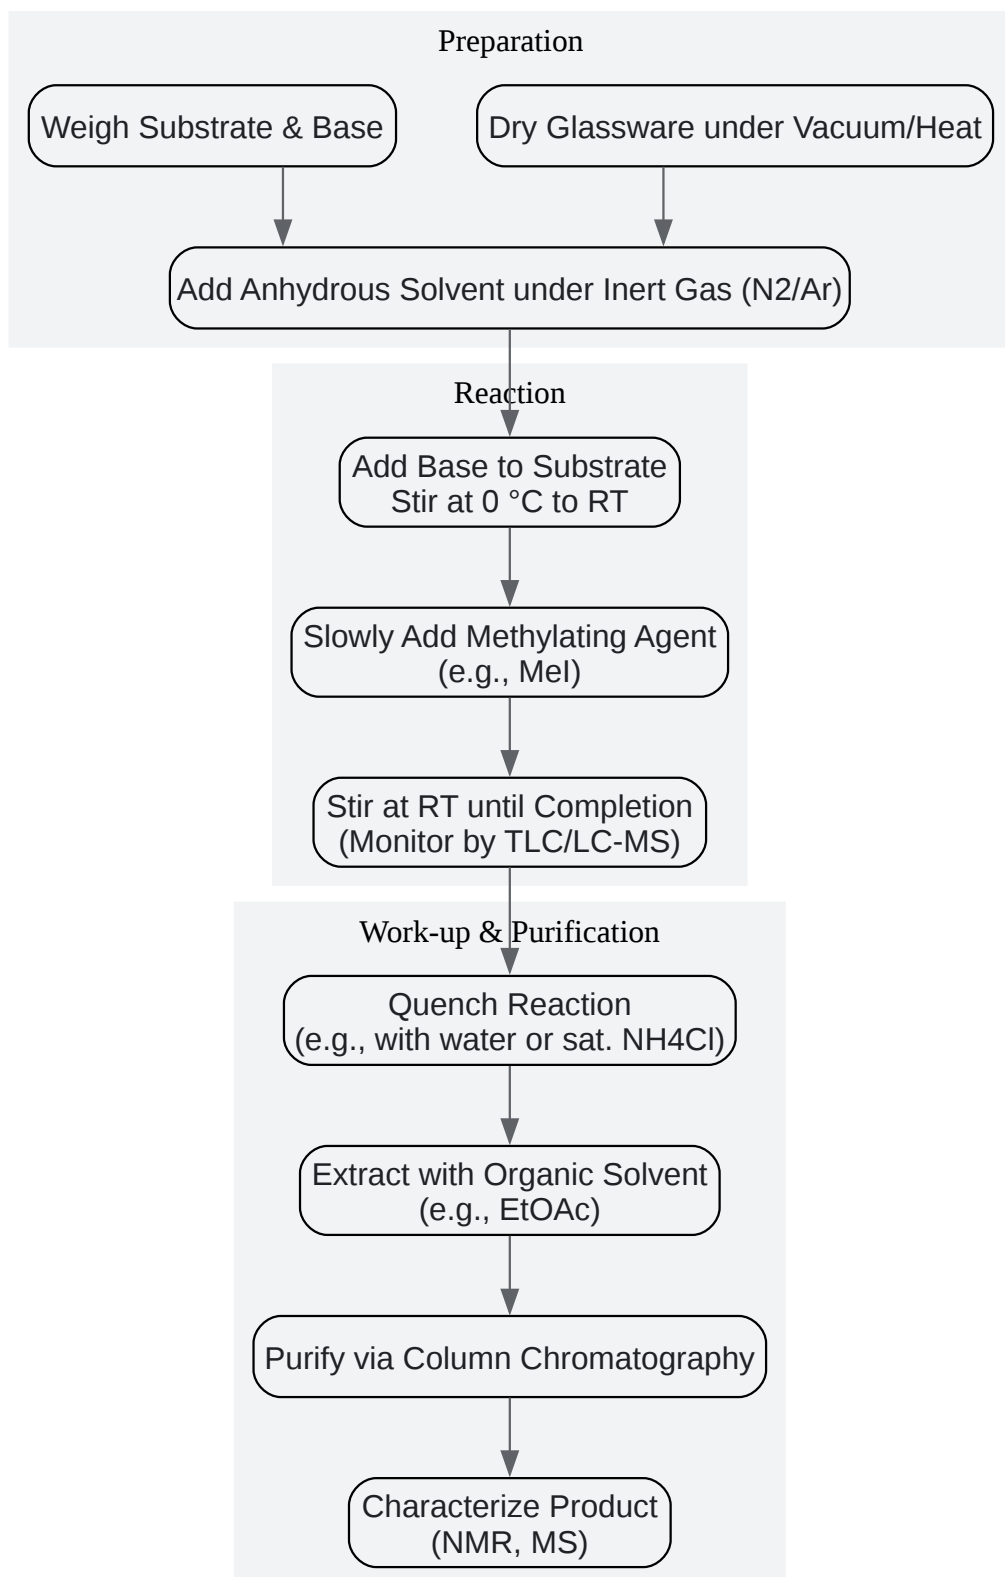 Preparation
Weigh Substrate & Base
Dry Glassware under Vacuum/Heat
Add Anhydrous Solvent under Inert Gas (N2/Ar)
Reaction
Add Base to Substrate
Stir at 0 °C to RT
Slowly Add Methylating Agent
(e.g., MeI)
Stir at RT until Completion
(Monitor by TLC/LC-MS)
Work-up & Purification
Quench Reaction
(e.g., with water or sat. NH4Cl)
Extract with Organic Solvent
(e.g., EtOAc)
Purify via Column Chromatography
Characterize Product
(NMR, MS)